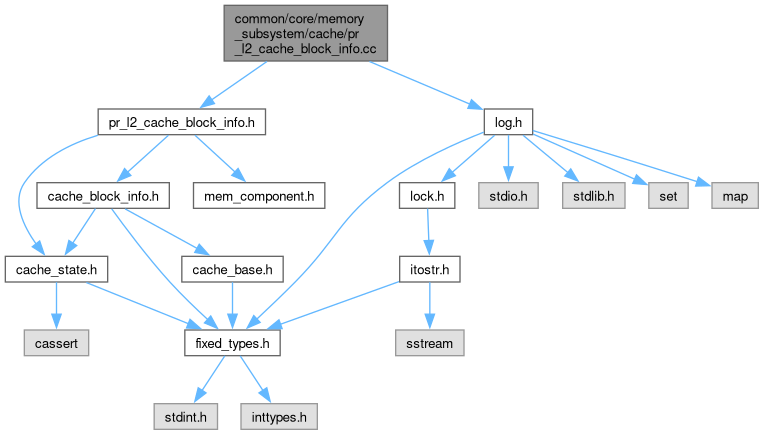 common/core/memory
_subsystem/cache/pr
_l2_cache_block_info.cc
pr_l2_cache_block_info.h
log.h
cache_block_info.h
mem_component.h
lock.h
stdio.h
stdlib.h
set
map
cache_state.h
cache_base.h
itostr.h
cassert
fixed_types.h
sstream
stdint.h
inttypes.h